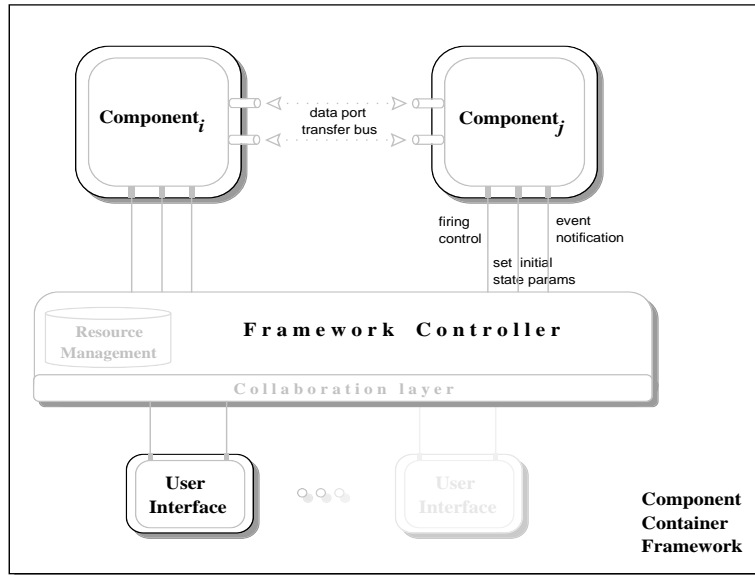 Component i
Component j
data port
transfer bus
firing
control
event
notification
set initial
state params
Resource
Management
Framework Controller
Collaboration layer
User
Interface
User
Interface
Component
Container
Framework